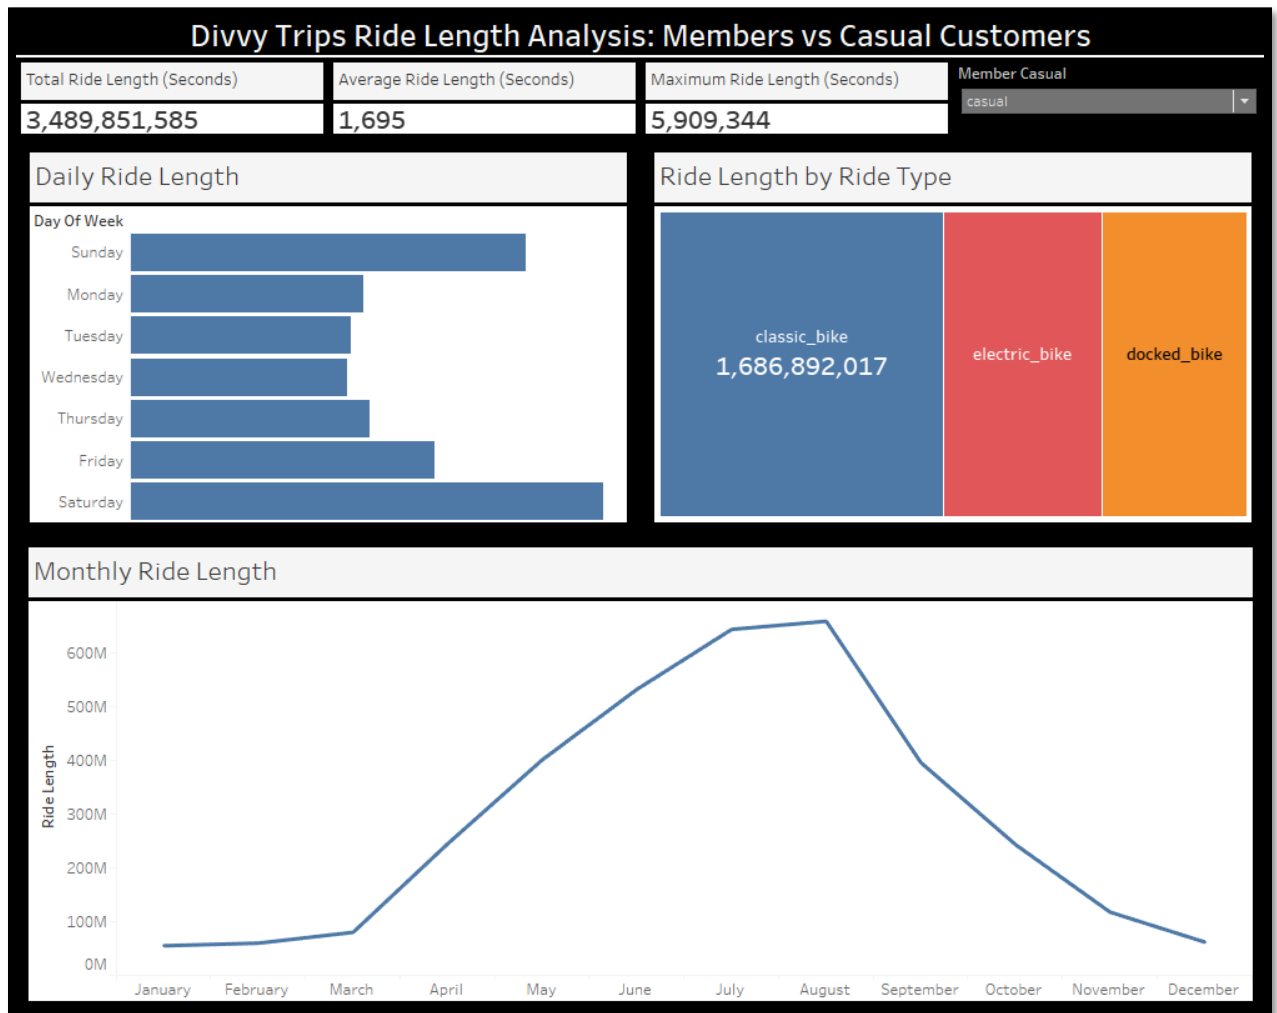 Divvy Trips Ride Length Analysis: Members vs Casual Customers
Total Ride Length (Seconds)
3,489,851,585
Average Ride Length (Seconds)
1,695
Maximum Ride Length (Seconds)
5,909,344
Member Casual
casual
Daily Ride Length
Day Of Week
Sunday
Monday
Tuesday
Wednesday
Thursday
Friday
Saturday
Ride Length by Ride Type
classic_bike
1,686,892,017
electric_bike
docked_bike
Monthly Ride Length
Ride Length
600M
500M
400M
300M
200M
100M
0M
January February March April May June July August September October November December